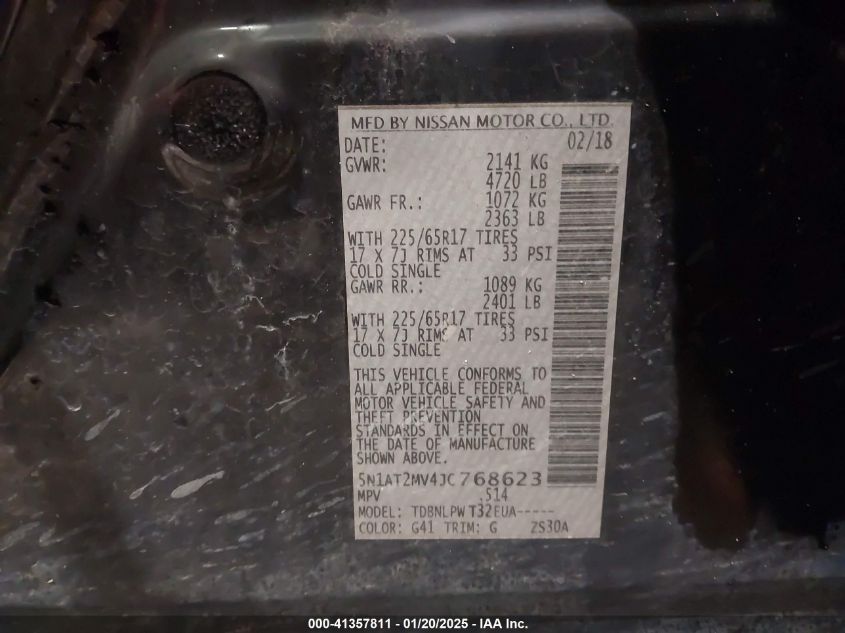 MFD BY NISSAN MOTOR CO., LTD.
DATE: 02/18
GVWR: 2141 KG
4720 LB
GAWR FR.: 1072 KG
2363 LB
WITH 225/65R17 TIRES
17 X 7J RIMS AT 33 PSI
COLD SINGLE
GAWR RR.: 1089 KG
2401 LB
WITH 225/65R17 TIRES
17 X 7J RIMS AT 33 PSI
COLD SINGLE
THIS VEHICLE CONFORMS TO
ALL APPLICABLE FEDERAL
MOTOR VEHICLE SAFETY AND
THEFT PREVENTION
STANDARDS IN EFFECT ON
THE DATE OF MANUFACTURE
SHOWN ABOVE.
5N1AT2MV4JC768623
MPV 514
MODEL: TDBNLPW T32EUA-----
COLOR: G41 TRIM: G ZS30A
000-41357811 — 01/20/2025 — IAA Inc.